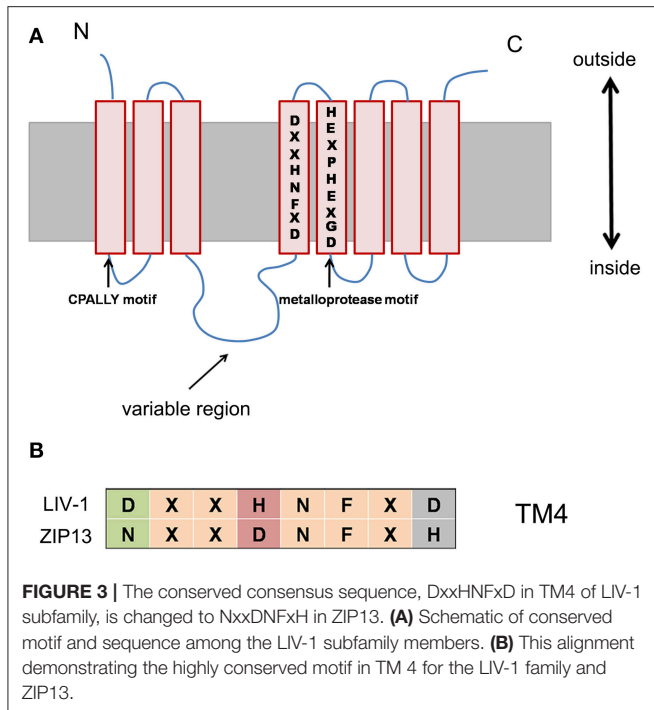 A
N
C
outside
D
X
X
H
N
F
X
D
H
E
X
P
H
E
X
G
D
inside
CPALLY motif
metalloprotease motif
variable region
B
LIV-1 D X X H N F X D
ZIP13 N X X D N F X H
TM4
FIGURE 3 | The conserved consensus sequence, DxxHNFxD in TM4 of LIV-1
subfamily, is changed to NxxDNFxH in ZIP13. (A) Schematic of conserved
motif and sequence among the LIV-1 subfamily members. (B) This alignment
demonstrating the highly conserved motif in TM 4 for the LIV-1 family and
ZIP13.